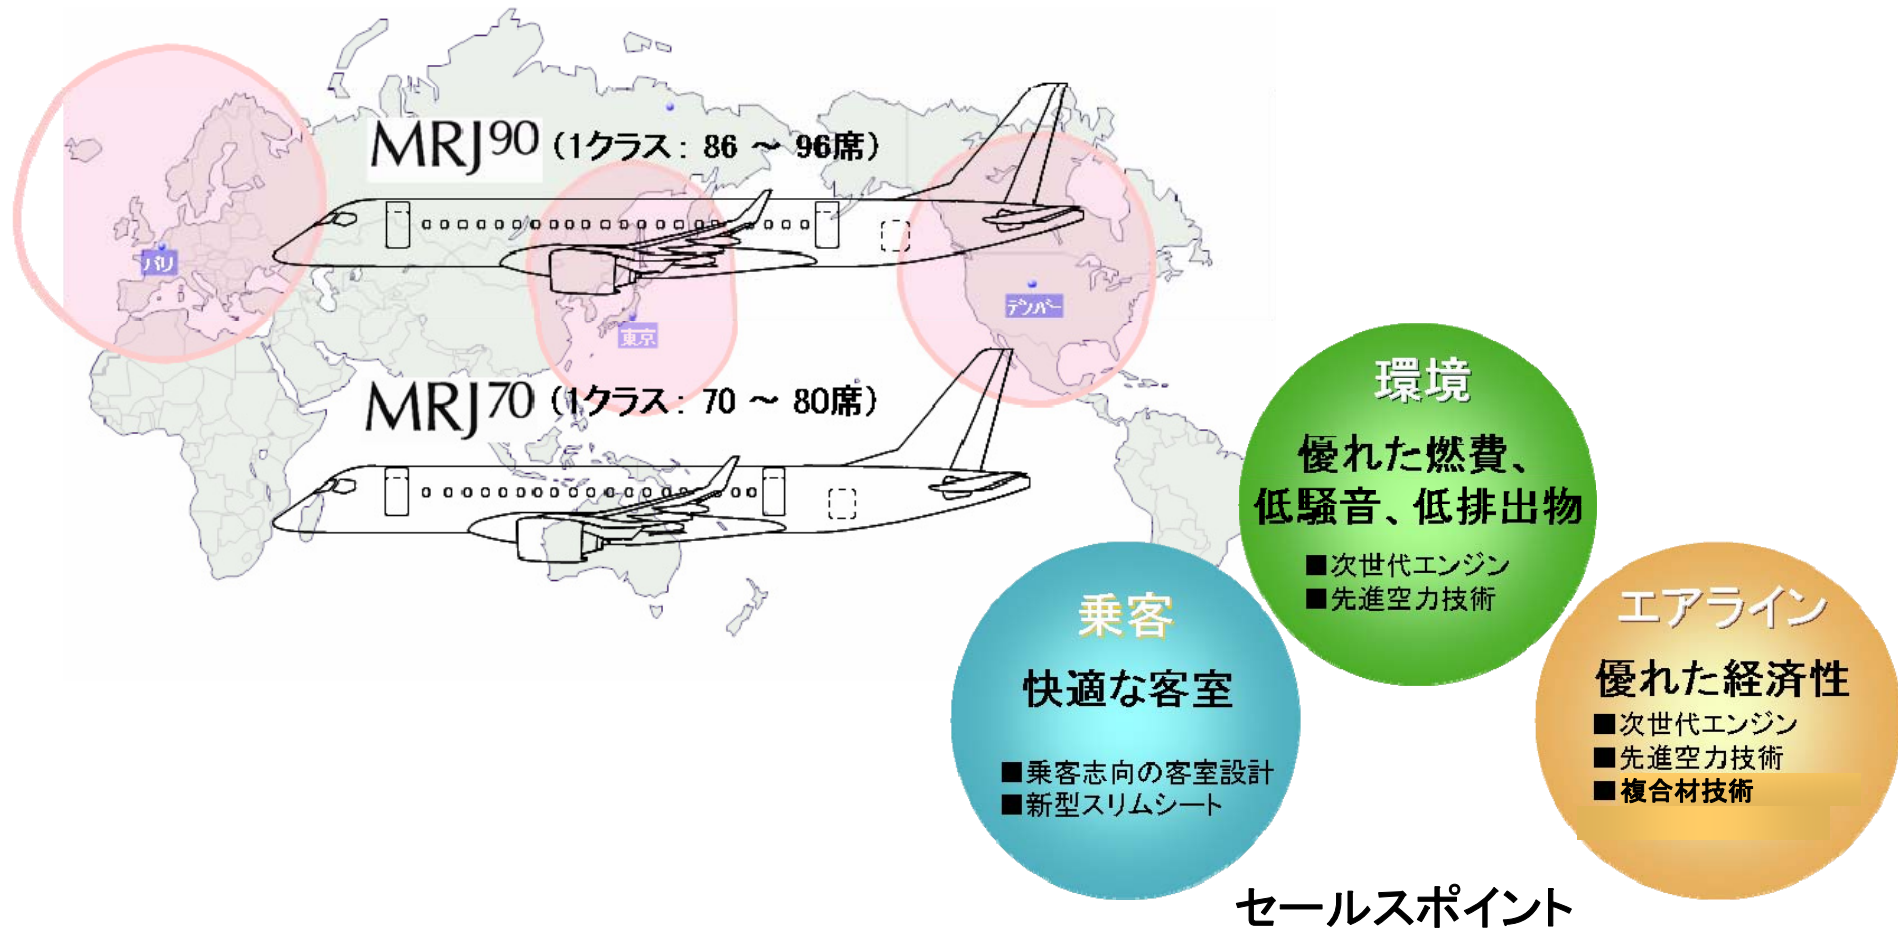 MRJ90 (1クラス: 86 ～ 96席)
パリ
デンバー
東京
MRJ70 (1クラス: 70 ～ 80席)
環境
優れた燃費、
低騒音、低排出物
■次世代エンジン
■先進空力技術
乗客
快適な客室
■乗客志向の客室設計
■新型スリムシート
エアライン
優れた経済性
■次世代エンジン
■先進空力技術
■複合材技術
セールスポイント